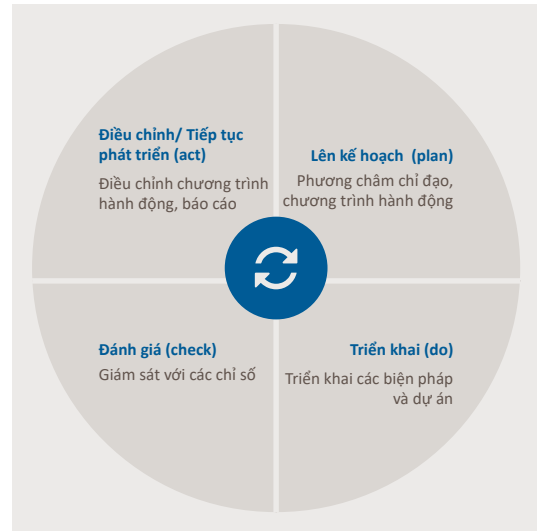 Điều chỉnh/ Tiếp tục
phát triển (act)
Điều chỉnh chương trình
hành động, báo cáo
Lên kế hoạch (plan)
Phương châm chỉ đạo,
chương trình hành động
Đánh giá (check)
Giám sát với các chỉ số
Triển khai (do)
Triển khai các biện pháp
và dự án